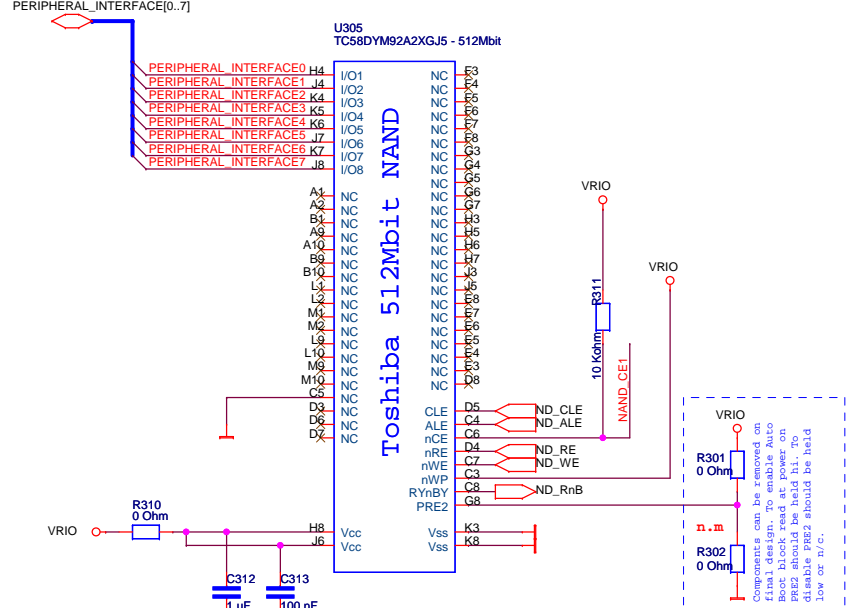 PERIPHERAL_INTERFACE[0..7]
U305
TC58DYM92A2XGJ5 - 512Mbit
PERIPHERAL_INTERFACE0 H4 I/O1 NC F3
PERIPHERAL_INTERFACE1 J4 I/O2 NC F4
PERIPHERAL_INTERFACE2 K4 I/O3 NC F5
PERIPHERAL_INTERFACE3 K5 I/O4 NC F6
PERIPHERAL_INTERFACE4 K6 I/O5 NC F7
PERIPHERAL_INTERFACE5 J7 I/O6 NC F8
PERIPHERAL_INTERFACE6 K7 I/O7 NC G3
PERIPHERAL_INTERFACE7 J8 I/O8 NC G4
NC G5
A1 NC NC G6
A2 NC NC G7
B1 NC NC H3
A9 NC NC H5
A10 NC NC H6
B9 NC NC H7
B10 NC NC J3
L1 NC NC J5
L2 NC NC E8
M1 NC NC E7
M2 NC NC E6
L9 NC NC E5
L10 NC NC E4
M9 NC NC E3
M10 NC NC D8
C5 NC
D3 NC CLE D5 ND_CLE
D6 NC ALE C4 ND_ALE
D7 NC nCE C6
nRE D4 ND_RE
nWE C7 ND_WE
nWP C3
RYnBY C8 ND_RnB
PRE2 G8
H8 Vcc Vss K3
J6 Vcc Vss K8
Toshiba 512Mbit NAND
VRIO
R311
10 Kohm
NAND_CE1
VRIO
VRIO
R310
0 Ohm
C312
1 uF
C313
100 nF
VRIO
R301
0 Ohm
n.m
R302
0 Ohm
Components can be removed on
final design. To enable Auto
Boot block read at power on
PRE2 should be held hi. To
disable PRE2 should be held
low or n/c.